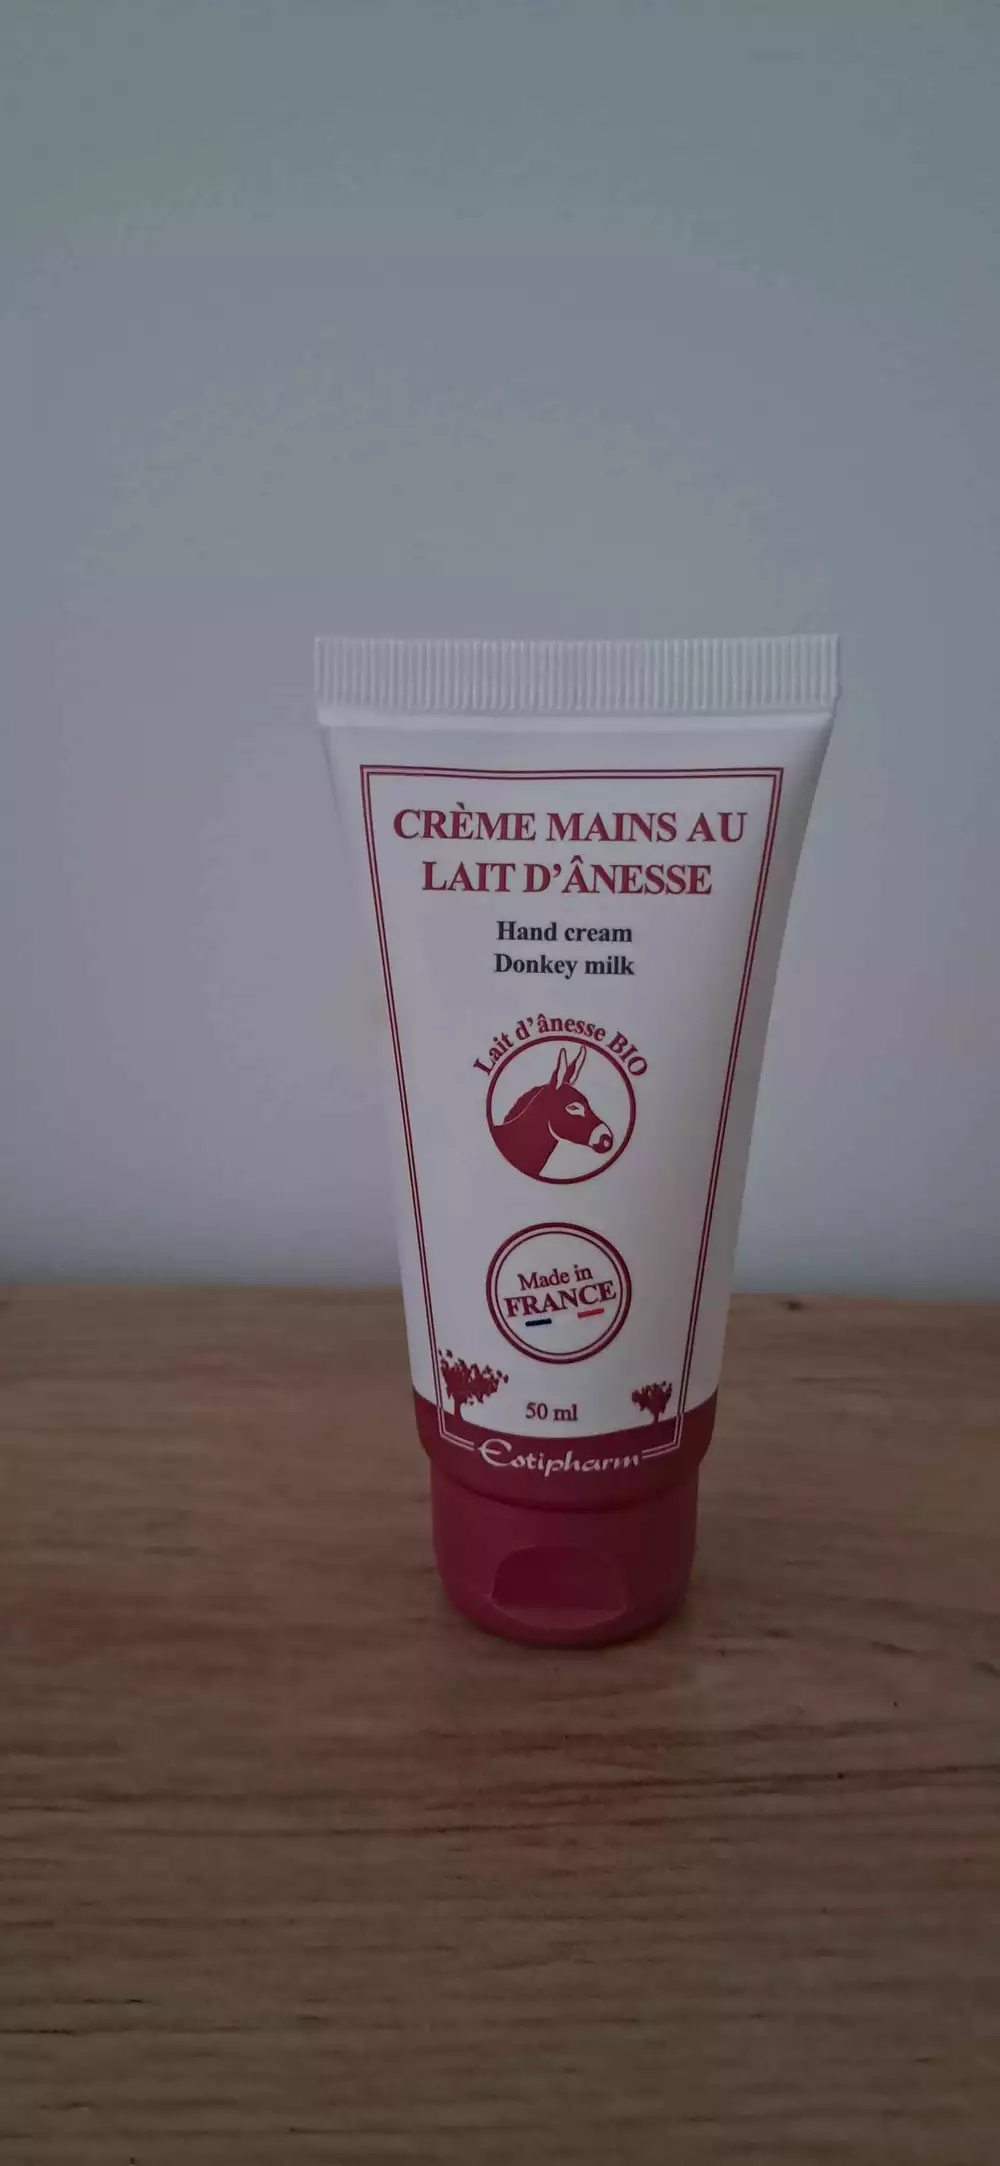 CRÈME MAINS AU
LAIT D'ÂNESSE
Hand cream
Donkey milk
Lait d'ânesse BIO
Made in
FRANCE
50 ml
Estipharm